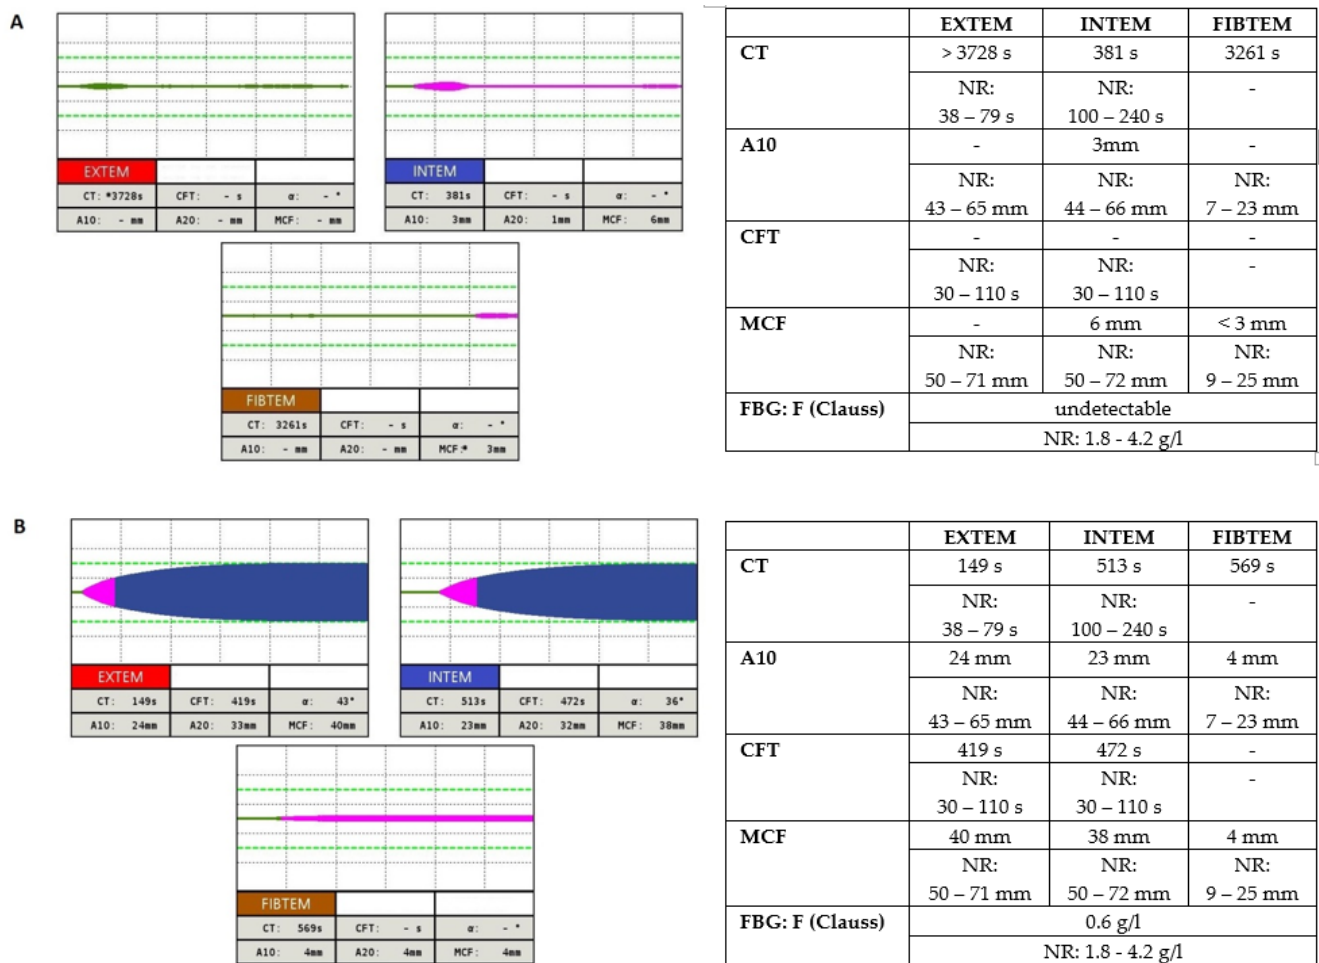 A
EXTEM
CT: *3728s CFT: - s α: - °
A10: - mm A20: - mm MCF: - mm
INTEM
CT: 381s CFT: - s α: - °
A10: 3mm A20: 1mm MCF: 6mm
FIBTEM
CT: 3261s CFT: - s α: - °
A10: - mm A20: - mm MCF:* 3mm
EXTEM INTEM FIBTEM
CT > 3728 s 381 s 3261 s
NR: NR: -
38 – 79 s 100 – 240 s
A10 - 3mm -
NR: NR: NR:
43 – 65 mm 44 – 66 mm 7 – 23 mm
CFT - - -
NR: NR: -
30 – 110 s 30 – 110 s
MCF - 6 mm < 3 mm
NR: NR: NR:
50 – 71 mm 50 – 72 mm 9 – 25 mm
FBG: F (Clauss) undetectable
NR: 1.8 - 4.2 g/l
B
EXTEM
CT: 149s CFT: 419s α: 43°
A10: 24mm A20: 33mm MCF: 40mm
INTEM
CT: 513s CFT: 472s α: 36°
A10: 23mm A20: 32mm MCF: 38mm
FIBTEM
CT: 569s CFT: - s α: - °
A10: 4mm A20: 4mm MCF: 4mm
EXTEM INTEM FIBTEM
CT 149 s 513 s 569 s
NR: NR: -
38 – 79 s 100 – 240 s
A10 24 mm 23 mm 4 mm
NR: NR: NR:
43 – 65 mm 44 – 66 mm 7 – 23 mm
CFT 419 s 472 s -
NR: NR: -
30 – 110 s 30 – 110 s
MCF 40 mm 38 mm 4 mm
NR: NR: NR:
50 – 71 mm 50 – 72 mm 9 – 25 mm
FBG: F (Clauss) 0.6 g/l
NR: 1.8 - 4.2 g/l